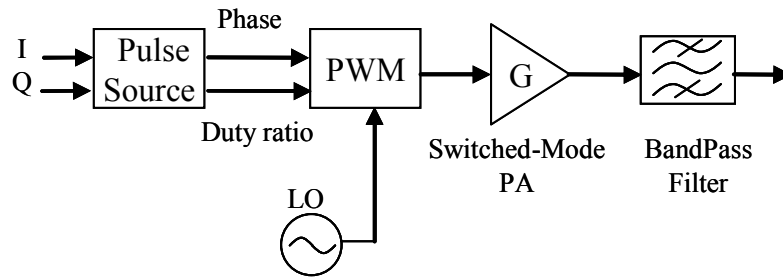 Phase
I
Q
Pulse
Source
PWM
G
Duty ratio
Switched-Mode
PA
BandPass
Filter
LO